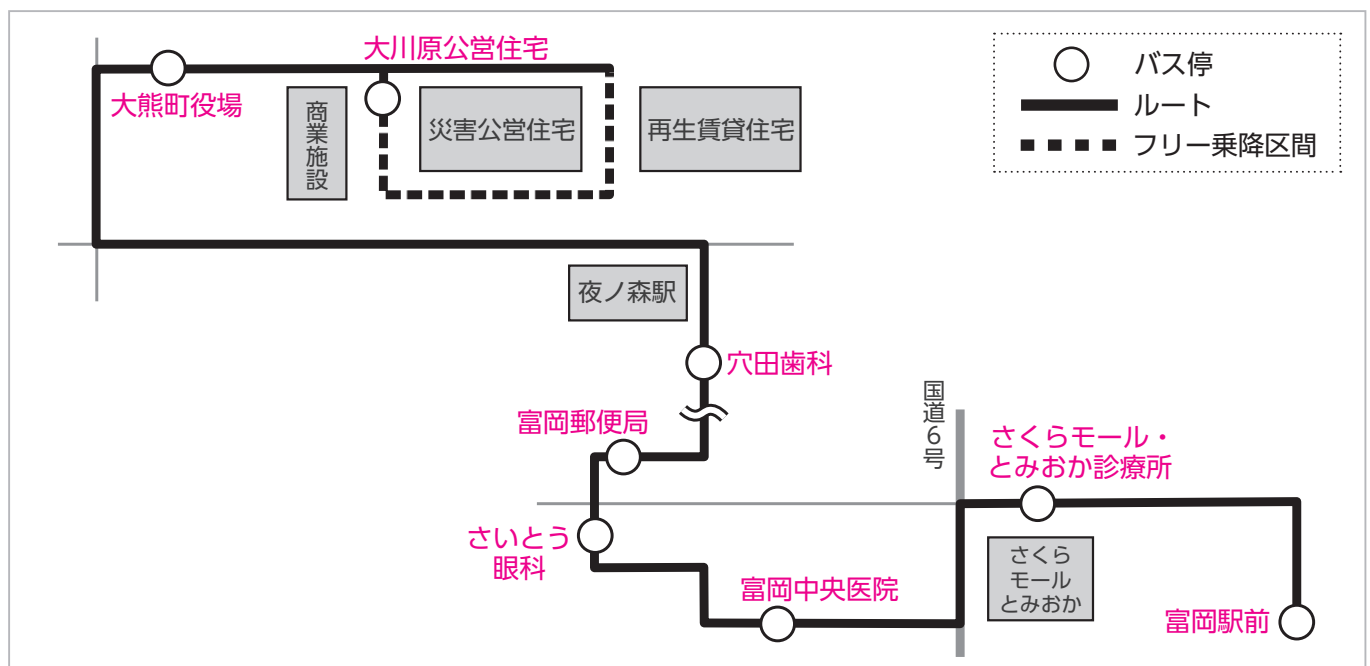 大川原公営住宅
大熊町役場
商業施設
災害公営住宅
再生賃貸住宅
バス停
ルート
フリー乗降区間
夜ノ森駅
穴田歯科
富岡郵便局
国道6号
さくらモール・
とみおか診療所
さいとう
眼科
さくら
モール
とみおか
富岡中央医院
富岡駅前